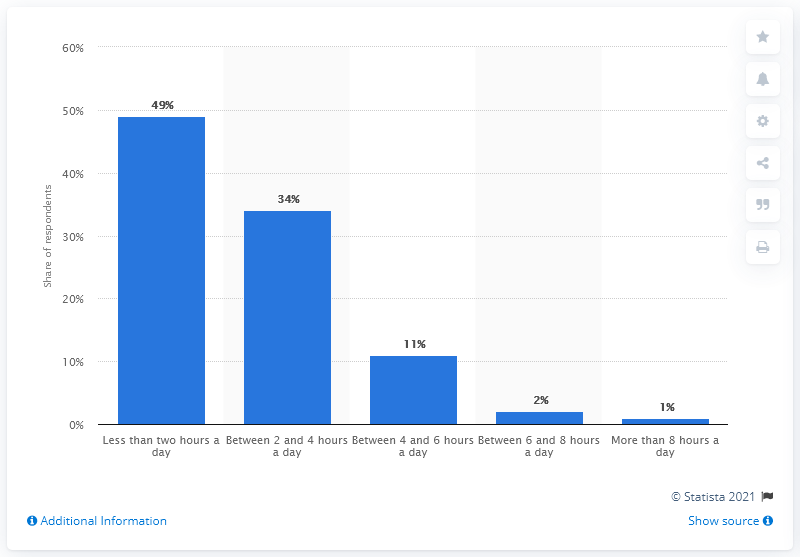 60%
50%
40%
30%
20%
10%
0%
Share of respondents
49%
34%
11%
2%
1%
Less than two hours a day
Between 2 and 4 hours a day
Between 4 and 6 hours a day
Between 6 and 8 hours a day
More than 8 hours a day
© Statista 2021
Additional Information
Show source